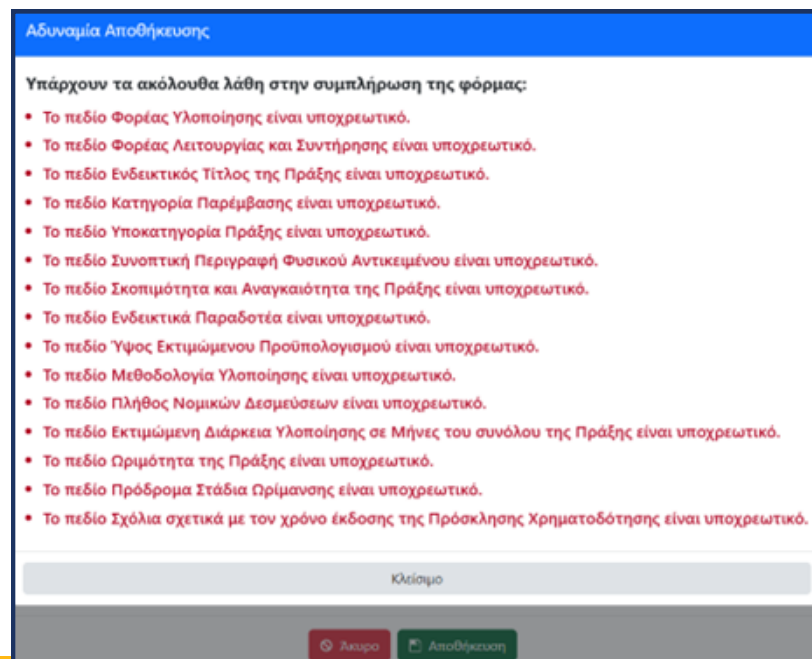 Αδυναμία Αποθήκευσης
Υπάρχουν τα ακόλουθα λάθη στην συμπλήρωση της φόρμας:
• Το πεδίο Φορέας Υλοποίησης είναι υποχρεωτικό.
• Το πεδίο Φορέας Λειτουργίας και Συντήρησης είναι υποχρεωτικό.
• Το πεδίο Ενδεικτικός Τίτλος της Πράξης είναι υποχρεωτικό.
• Το πεδίο Κατηγορία Παρέμβασης είναι υποχρεωτικό.
• Το πεδίο Υποκατηγορία Πράξης είναι υποχρεωτικό.
• Το πεδίο Συνοπτική Περιγραφή Φυσικού Αντικειμένου είναι υποχρεωτικό.
• Το πεδίο Σκοπιμότητα και Αναγκαιότητα της Πράξης είναι υποχρεωτικό.
• Το πεδίο Ενδεικτικά Παραδοτέα είναι υποχρεωτικό.
• Το πεδίο Ύψος Εκτιμώμενου Προϋπολογισμού είναι υποχρεωτικό.
• Το πεδίο Μεθοδολογία Υλοποίησης είναι υποχρεωτικό.
• Το πεδίο Πλήθος Νομικών Δεσμεύσεων είναι υποχρεωτικό.
• Το πεδίο Εκτιμώμενη Διάρκεια Υλοποίησης σε Μήνες του συνόλου της Πράξης είναι υποχρεωτικό.
• Το πεδίο Ωριμότητα της Πράξης είναι υποχρεωτικό.
• Το πεδίο Πρόδρομα Στάδια Ωρίμανσης είναι υποχρεωτικό.
• Το πεδίο Σχόλια σχετικά με τον χρόνο έκδοσης της Πρόσκλησης Χρηματοδότησης είναι υποχρεωτικό.
Κλείσιμο
Άκυρο Αποθήκευση